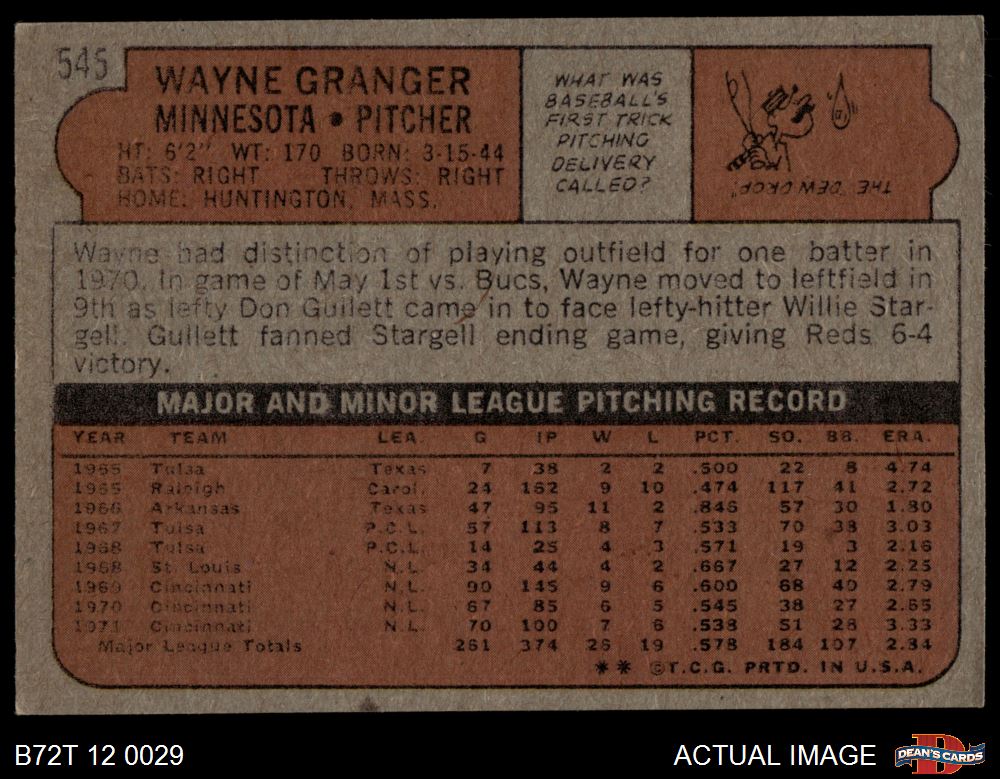 545
WAYNE GRANGER
MINNESOTA • PITCHER
HT: 6'2" WT: 170 BORN: 3-15-44
BATS: RIGHT THROWS: RIGHT
HOME: HUNTINGTON, MASS.
WHAT WAS
BASEBALL'S
FIRST TRICK
PITCHING
DELIVERY
CALLED?
THE "DEW DROP".
Wayne had distinction of playing outfield for one batter in
1970. In game of May 1st vs. Bucs, Wayne moved to leftfield in
9th as lefty Don Gullett came in to face lefty-hitter Willie Star-
gell. Gullett fanned Stargell ending game, giving Reds 6-4
victory.
MAJOR AND MINOR LEAGUE PITCHING RECORD
YEAR TEAM LEA. G IP W L PCT. SO. BB. ERA.
1965 Tulsa Texas 7 38 2 2 .500 22 8 4.74
1965 Raleigh Carol. 24 162 9 10 .474 117 41 2.72
1966 Arkansas Texas 47 95 11 2 .846 57 30 1.80
1967 Tulsa P.C.L. 57 113 8 7 .533 70 38 3.03
1968 Tulsa P.C.L. 14 25 4 3 .571 19 3 2.16
1968 St. Louis N.L. 34 44 4 2 .667 27 12 2.25
1969 Cincinnati N.L. 90 145 9 6 .600 68 40 2.79
1970 Cincinnati N.L. 67 85 6 5 .545 38 27 2.65
1971 Cincinnati N.L. 70 100 7 6 .538 51 28 3.33
Major League Totals 261 374 26 19 .578 184 107 2.84
** ©T.C.G. PRTD. IN U.S.A.
B72T 12 0029
ACTUAL IMAGE
DEAN'S CARDS